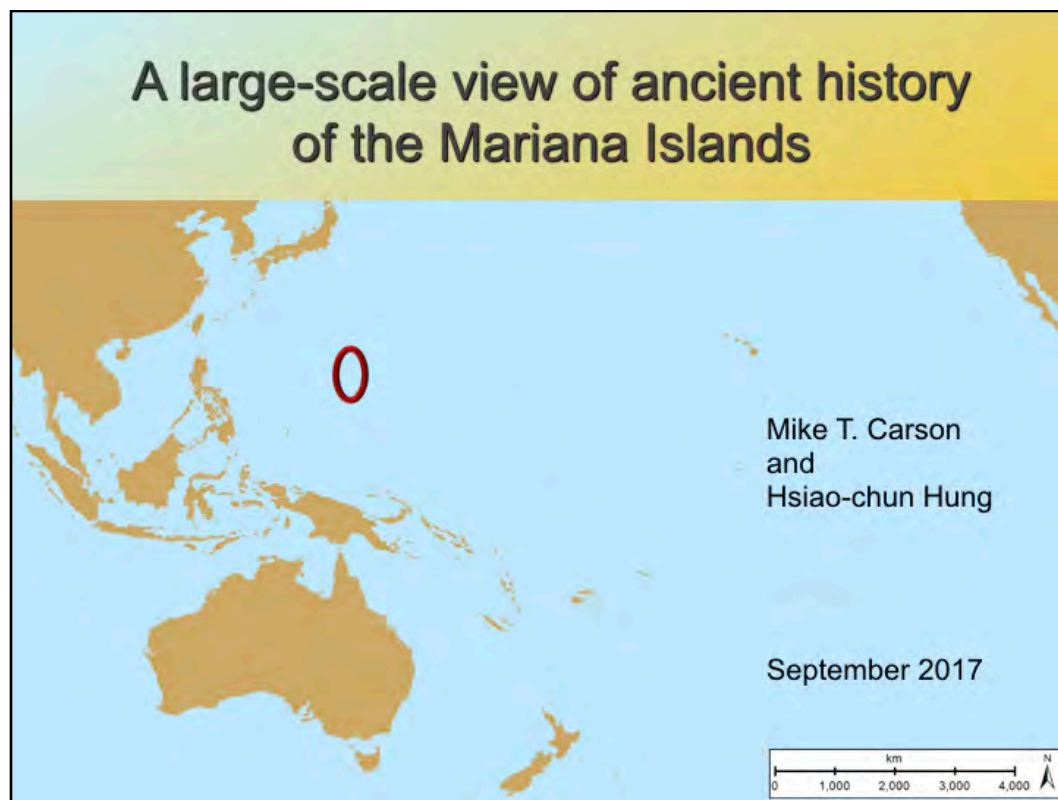 A large-scale view of ancient history
of the Mariana Islands
Mike T. Carson
and
Hsiao-chun Hung
September 2017
km
N
0 1,000 2,000 3,000 4,000